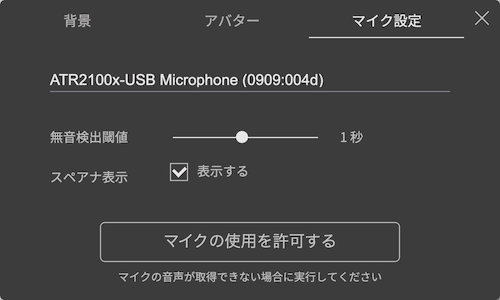 背景
アバター
マイク設定
ATR2100x-USB Microphone (0909:004d)
無音検出閾値 1 秒
スペアナ表示 表示する
マイクの使用を許可する
マイクの音声が取得できない場合に実行してください